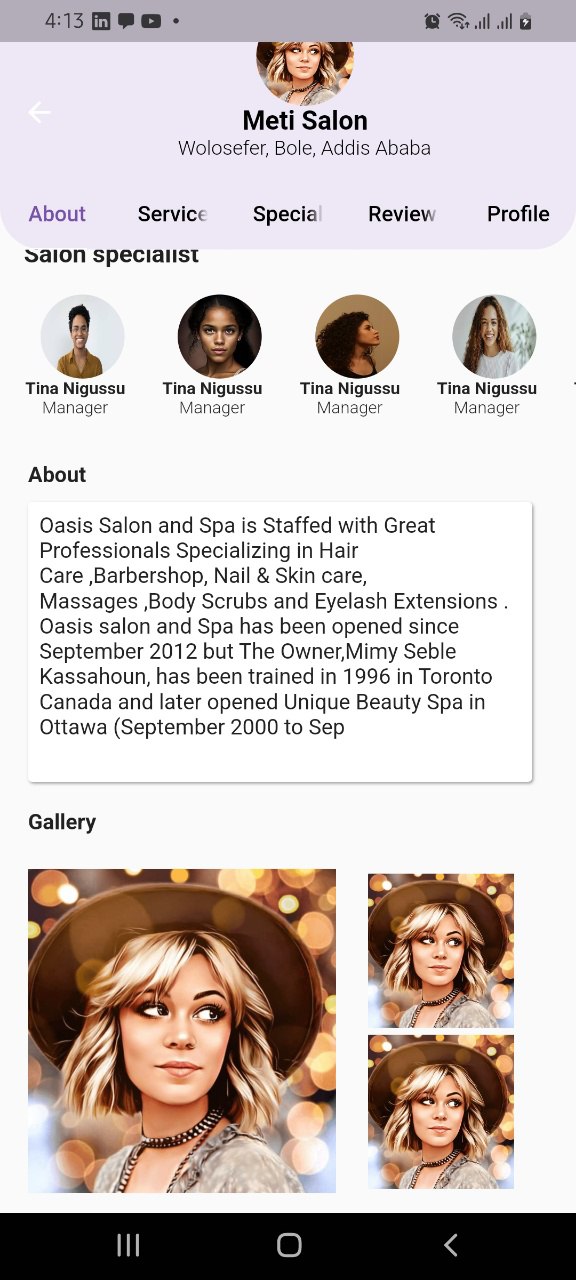 4:13
Meti Salon
Wolosefer, Bole, Addis Ababa
About Service Special Review Profile
Salon specialist
Tina Nigussu Tina Nigussu Tina Nigussu Tina Nigussu
Manager Manager Manager Manager
About
Oasis Salon and Spa is Staffed with Great
Professionals Specializing in Hair
Care ,Barbershop, Nail & Skin care,
Massages ,Body Scrubs and Eyelash Extensions .
Oasis salon and Spa has been opened since
September 2012 but The Owner,Mimy Seble
Kassahoun, has been trained in 1996 in Toronto
Canada and later opened Unique Beauty Spa in
Ottawa (September 2000 to Sep
Gallery